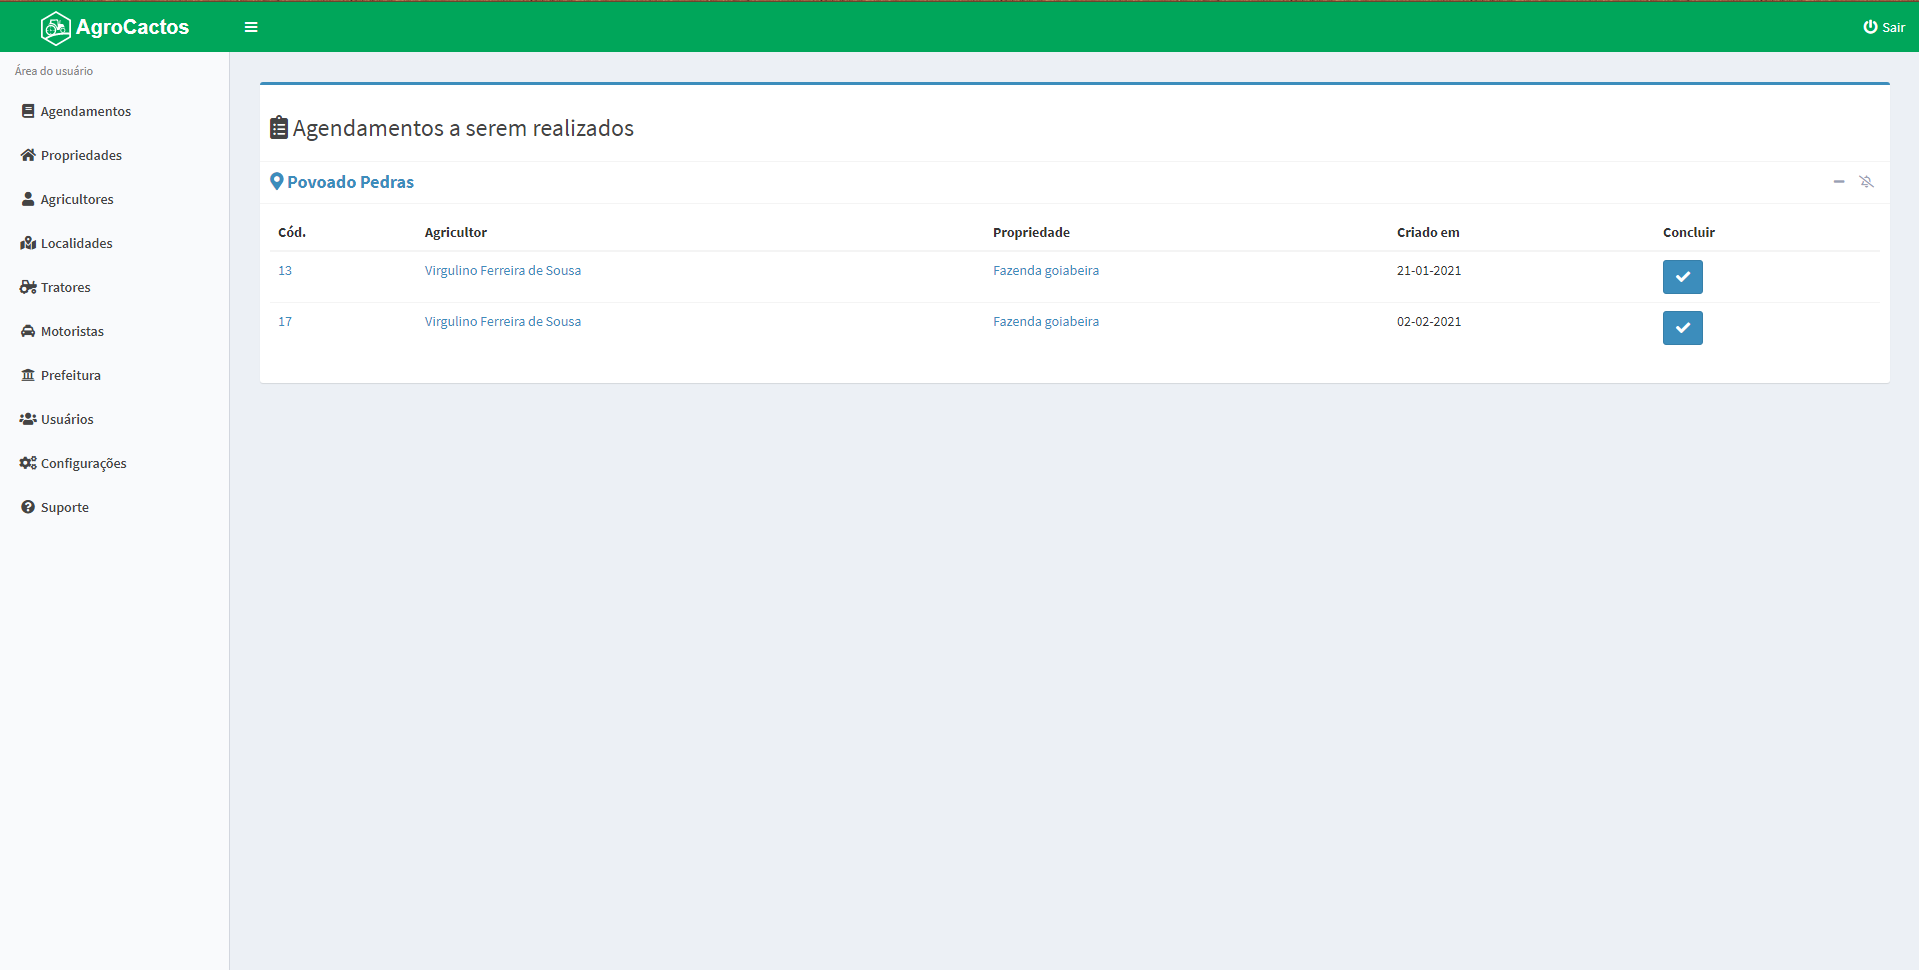 AgroCactos
Sair
Área do usuário
Agendamentos
Propriedades
Agricultores
Localidades
Tratores
Motoristas
Prefeitura
Usuários
Configurações
Suporte
Agendamentos a serem realizados
Povoado Pedras
Cód. Agricultor Propriedade Criado em Concluir
13 Virgulino Ferreira de Sousa Fazenda goiabeira 21-01-2021
17 Virgulino Ferreira de Sousa Fazenda goiabeira 02-02-2021